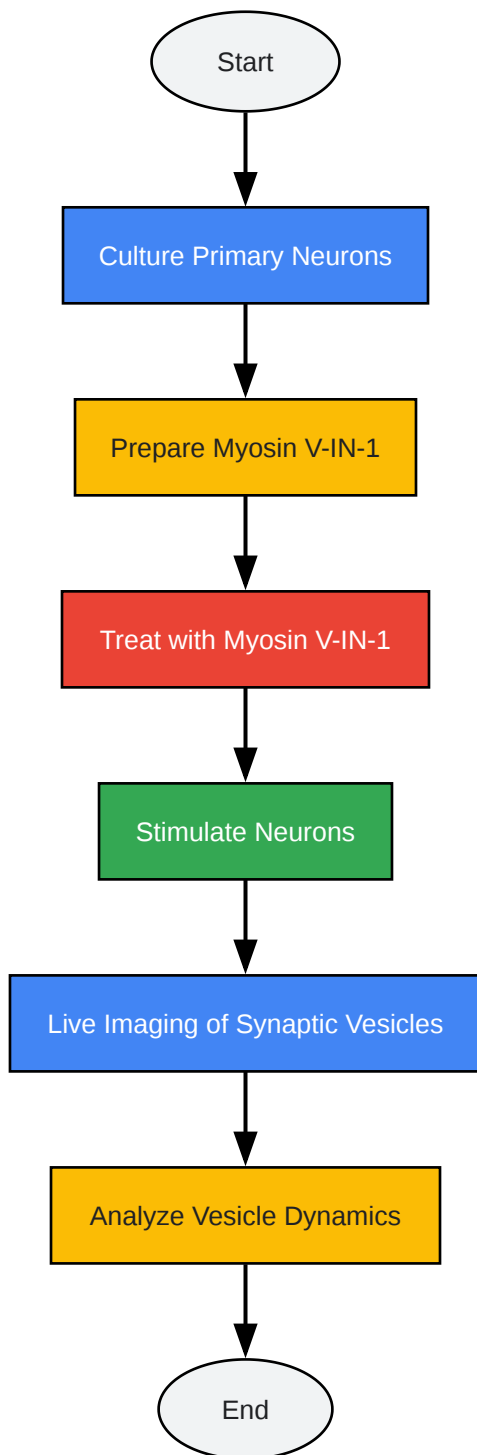 Start
Culture Primary Neurons
Prepare Myosin V-IN-1
Treat with Myosin V-IN-1
Stimulate Neurons
Live Imaging of Synaptic Vesicles
Analyze Vesicle Dynamics
End